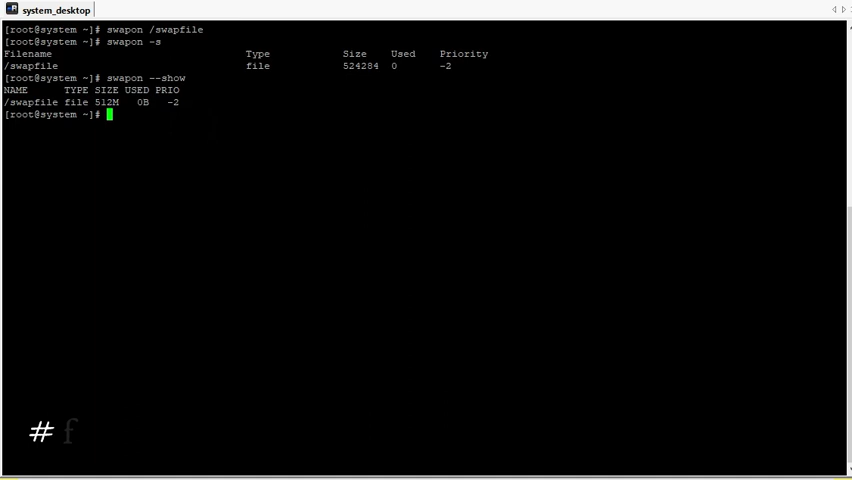 system_desktop
[root@system ~]# swapon /swapfile
[root@system ~]# swapon -s
Filename Type Size Used Priority
/swapfile file 524284 0 -2
[root@system ~]# swapon --show
NAME TYPE SIZE USED PRIO
/swapfile file 512M 0B -2
[root@system ~]#
# f